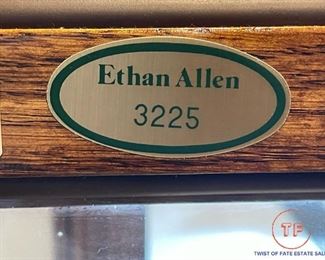 Ethan Allen
3225
TF
TWIST OF FATE ESTATE SAL